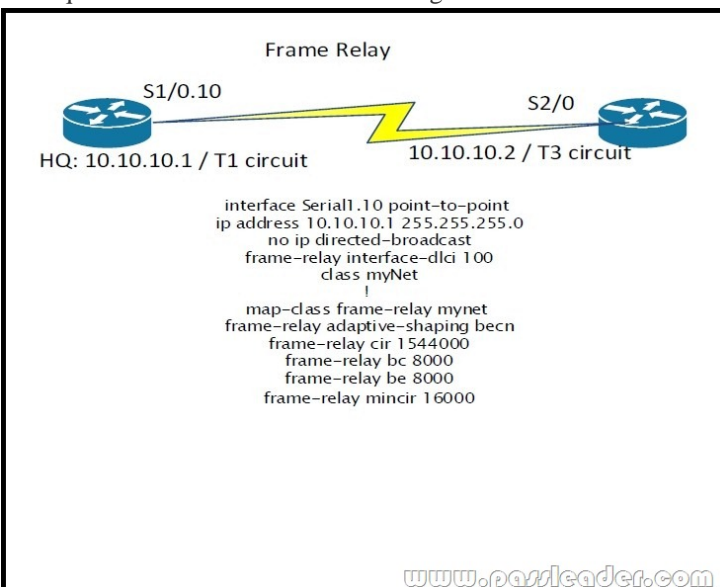 Frame Relay
S1/0.10
S2/0
HQ: 10.10.10.1 / T1 circuit
10.10.10.2 / T3 circuit
interface Serial1.10 point-to-point
ip address 10.10.10.1 255.255.255.0
no ip directed-broadcast
frame-relay interface-dlci 100
class myNet
!
map-class frame-relay mynet
frame-relay adaptive-shaping becn
frame-relay cir 1544000
frame-relay bc 8000
frame-relay be 8000
frame-relay mincir 16000
www.passleader.com